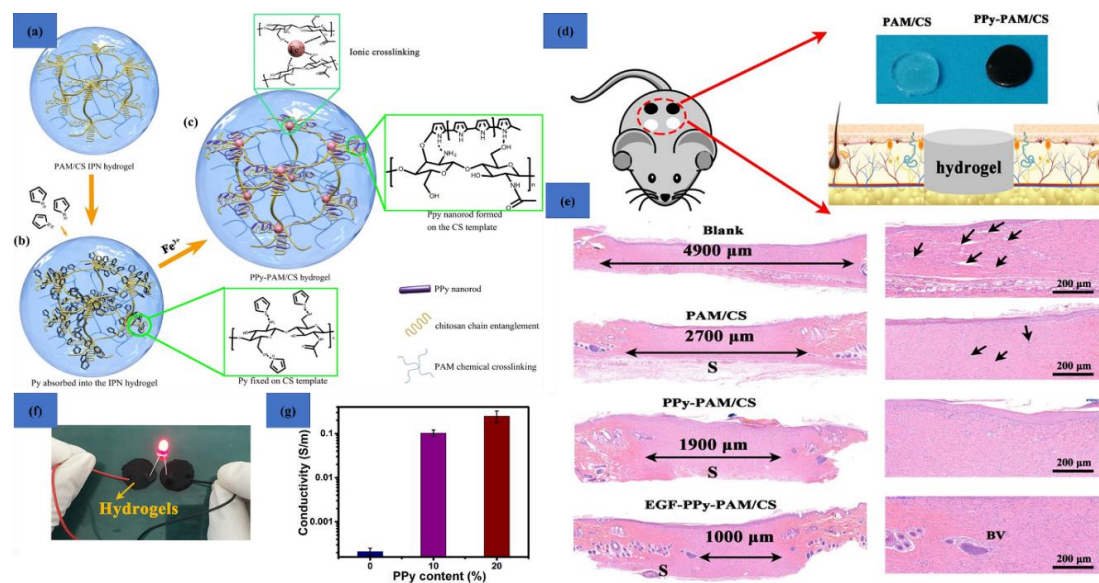 (a)
PAM/CS IPN hydrogel
(b)
Py absorbed into the IPN hydrogel
Fe³⁺
(c)
Ionic crosslinking
PPy-PAM/CS hydrogel
Ppy nanorod formed
on the CS template
Py fixed on CS template
PPy nanorod
chitosan chain entanglement
PAM chemical crosslinking
(d)
PAM/CS
PPy-PAM/CS
hydrogel
(e)
Blank
4900 μm
200 μm
PAM/CS
2700 μm
S
200 μm
PPy-PAM/CS
1900 μm
S
200 μm
EGF-PPy-PAM/CS
1000 μm
S
BV
200 μm
(f)
Hydrogels
(g)
Conductivity (S/m)
0.1
0.01
0.001
0
10
20
PPy content (%)